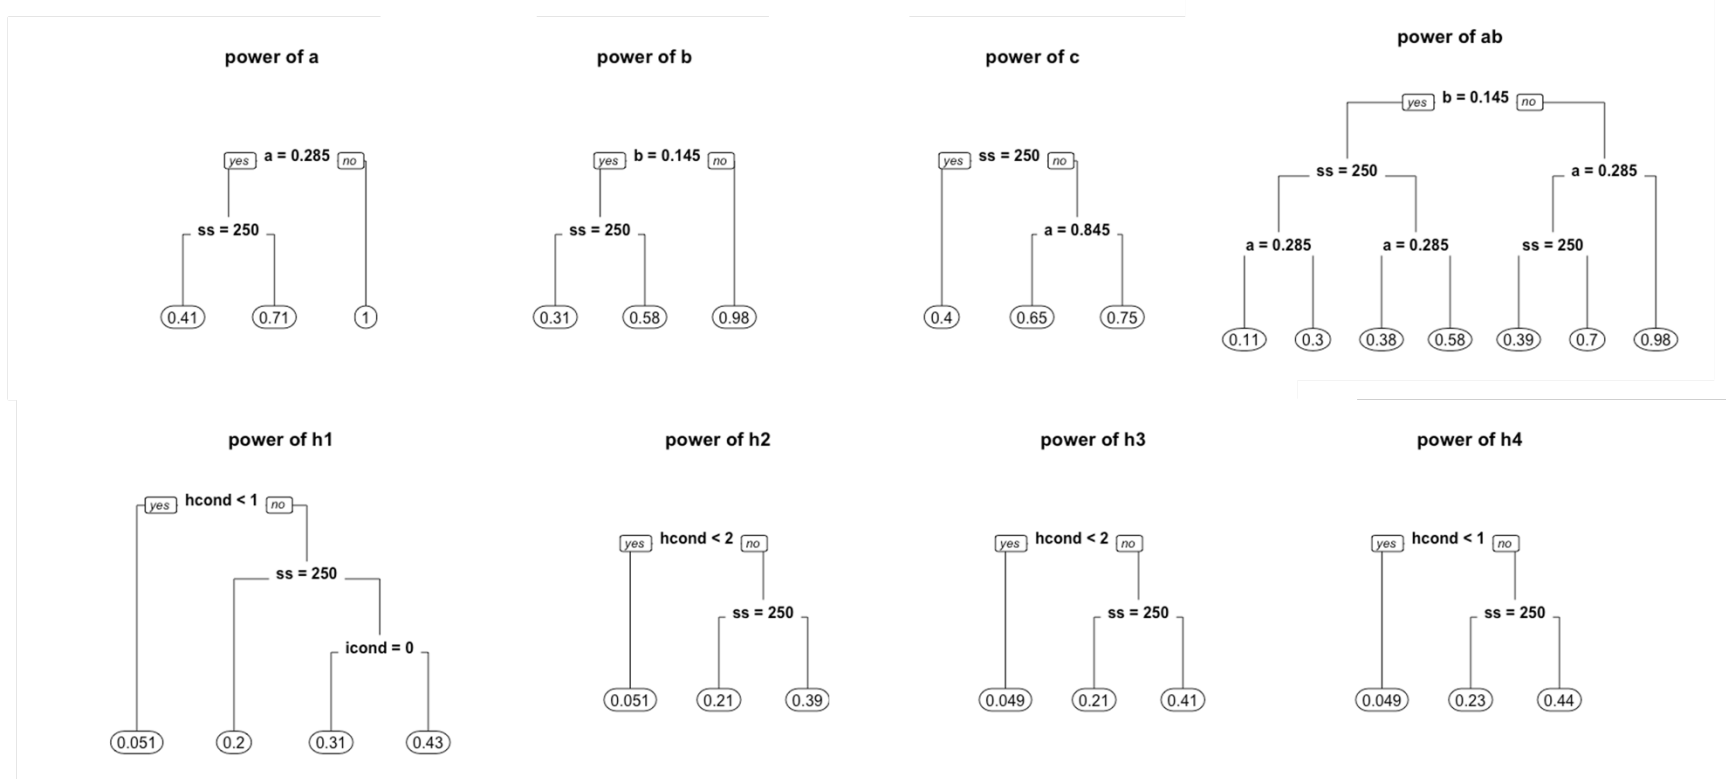 power of a
yes a = 0.285 no
ss = 250
0.41 0.71 1
power of b
yes b = 0.145 no
ss = 250
0.31 0.58 0.98
power of c
yes ss = 250 no
a = 0.845
0.4 0.65 0.75
power of ab
yes b = 0.145 no
ss = 250 a = 0.285
a = 0.285 a = 0.285 ss = 250
0.11 0.3 0.38 0.58 0.39 0.7 0.98
power of h1
yes hcond < 1 no
ss = 250
icond = 0
0.051 0.2 0.31 0.43
power of h2
yes hcond < 2 no
ss = 250
0.051 0.21 0.39
power of h3
yes hcond < 2 no
ss = 250
0.049 0.21 0.41
power of h4
yes hcond < 1 no
ss = 250
0.049 0.23 0.44